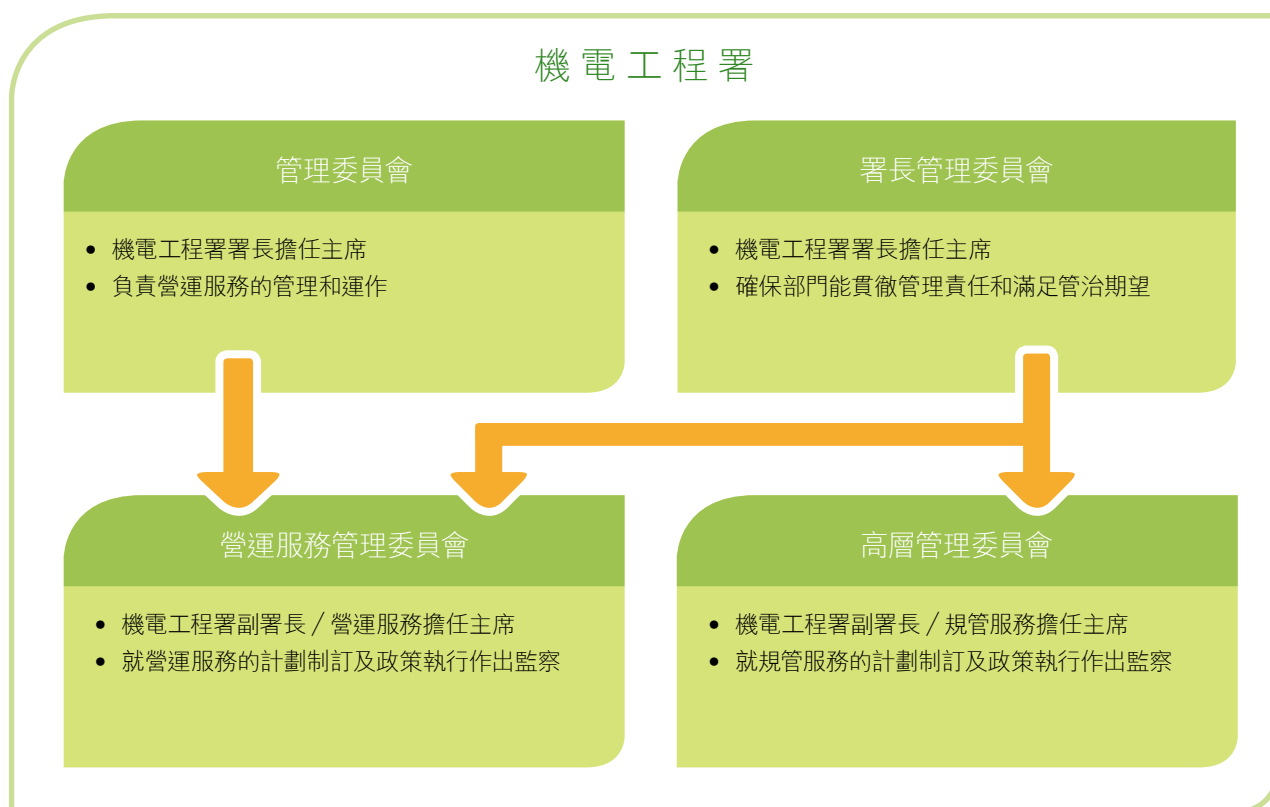 機電工程署
管理委員會
• 機電工程署署長擔任主席
• 負責營運服務的管理和運作
署長管理委員會
• 機電工程署署長擔任主席
• 確保部門能貫徹管理責任和滿足管治期望
營運服務管理委員會
• 機電工程署副署長／營運服務擔任主席
• 就營運服務的計劃制訂及政策執行作出監察
高層管理委員會
• 機電工程署副署長／規管服務擔任主席
• 就規管服務的計劃制訂及政策執行作出監察